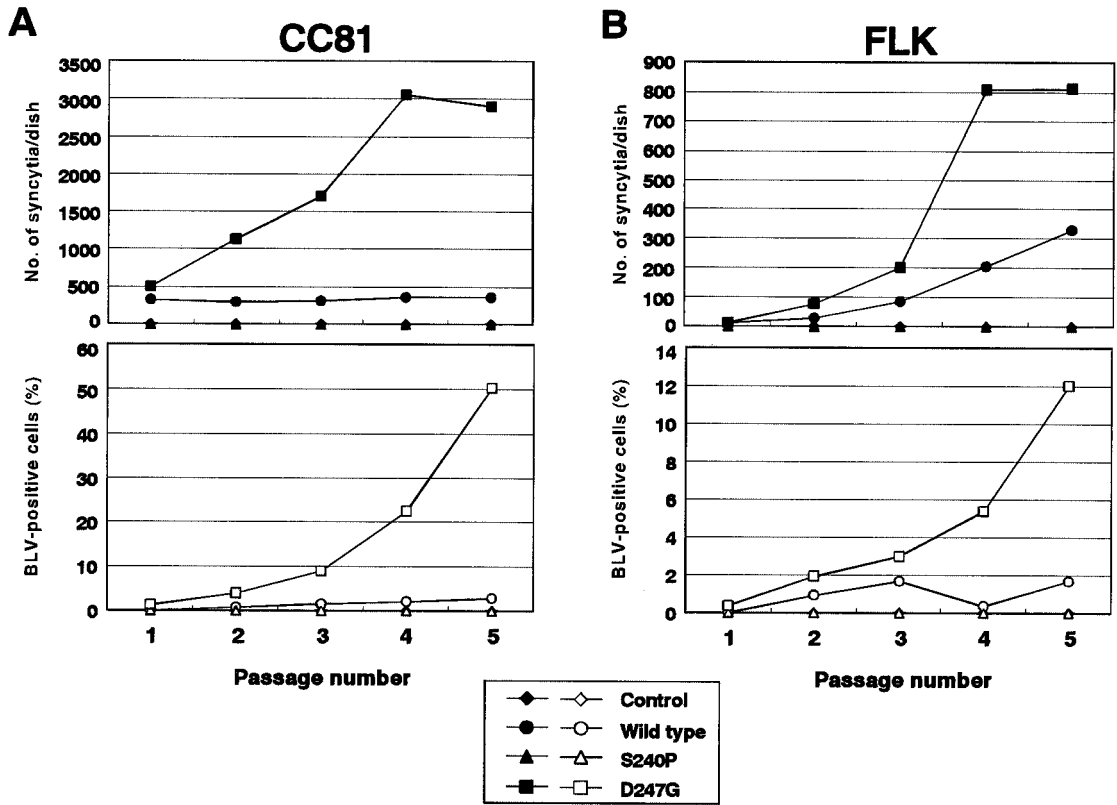 A
CC81
3500
3000
2500
2000
1500
1000
500
0
No. of syncytia/dish
60
50
40
30
20
10
0
BLV-positive cells (%)
1 2 3 4 5
Passage number
B
FLK
900
800
700
600
500
400
300
200
100
0
No. of syncytia/dish
14
12
10
8
6
4
2
0
BLV-positive cells (%)
1 2 3 4 5
Passage number
Control
Wild type
S240P
D247G